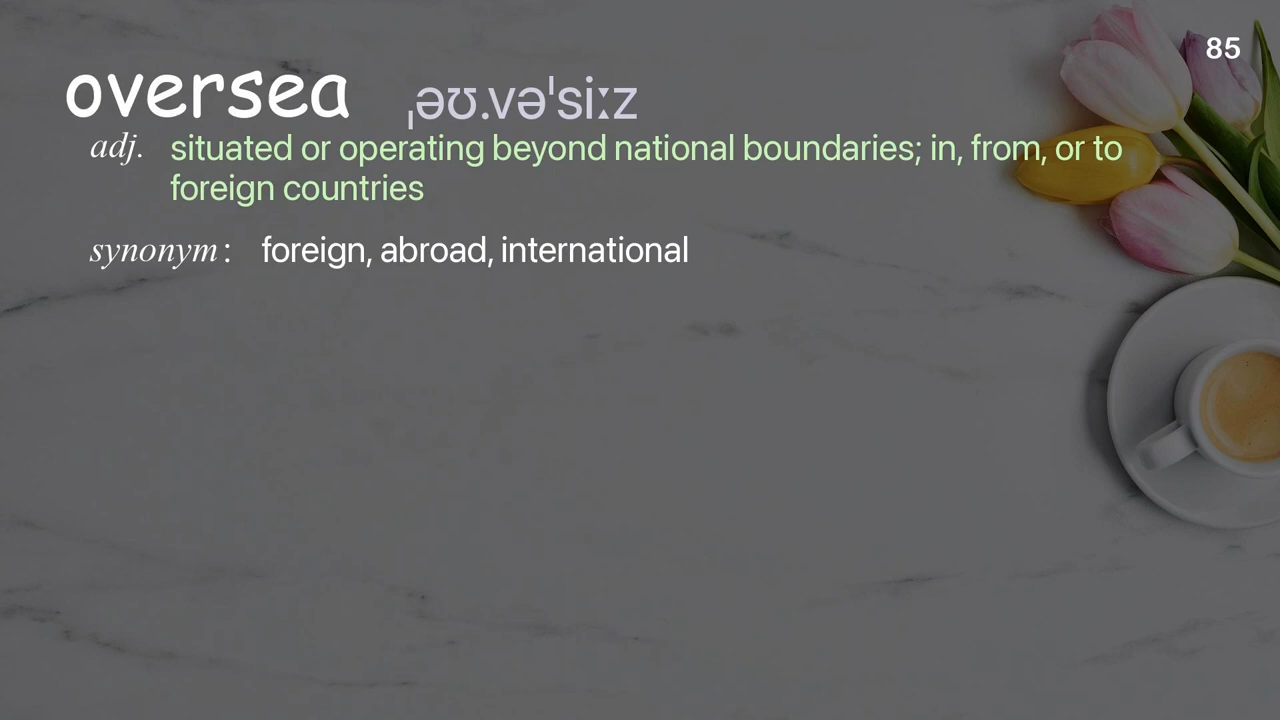 85
oversea ˌəʊ.vəˈsiːz
adj. situated or operating beyond national boundaries; in, from, or to
foreign countries
synonym: foreign, abroad, international